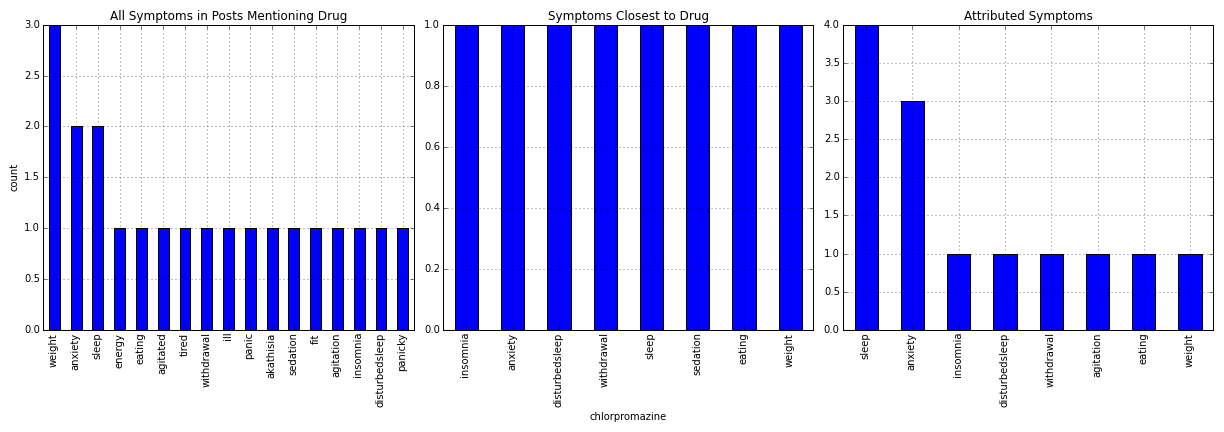 All Symptoms in Posts Mentioning Drug
Symptoms Closest to Drug
Attributed Symptoms
count
3.0
2.5
2.0
1.5
1.0
0.5
0.0
weight
anxiety
sleep
energy
eating
agitated
tired
withdrawal
ill
panic
akathisia
sedation
fit
agitation
insomnia
disturbedsleep
panicky
1.0
0.8
0.6
0.4
0.2
0.0
insomnia
anxiety
disturbedsleep
withdrawal
sleep
sedation
eating
weight
chlorpromazine
4.0
3.5
3.0
2.5
2.0
1.5
1.0
0.5
0.0
sleep
anxiety
insomnia
disturbedsleep
withdrawal
agitation
eating
weight